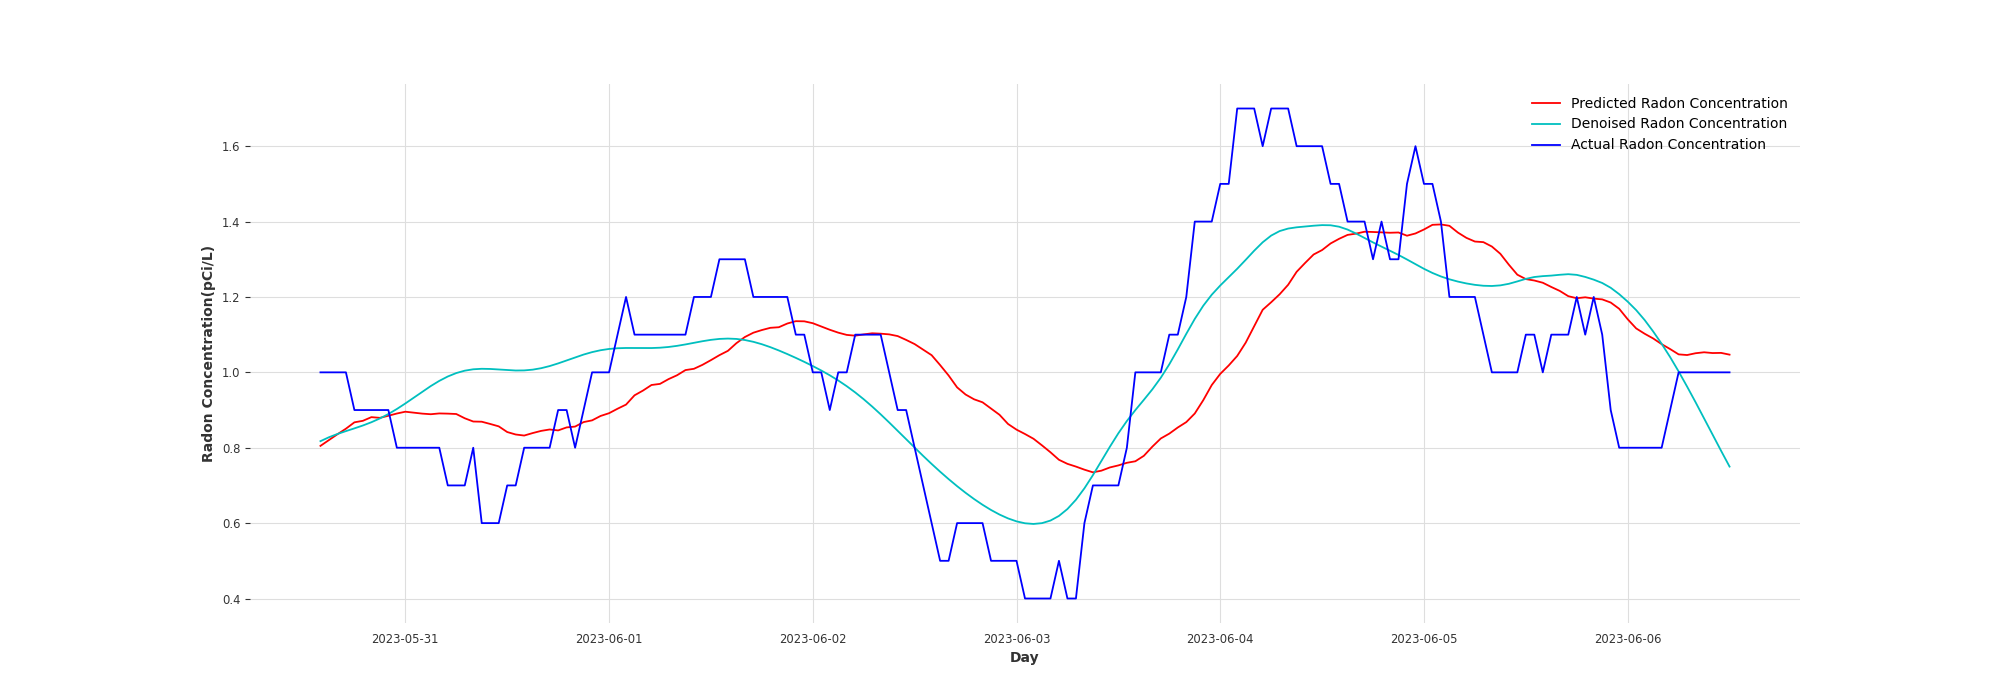 Predicted Radon Concentration
Denoised Radon Concentration
Actual Radon Concentration
Radon Concentration(pCi/L)
1.6
1.4
1.2
1.0
0.8
0.6
0.4
2023-05-31 2023-06-01 2023-06-02 2023-06-03 2023-06-04 2023-06-05 2023-06-06
Day